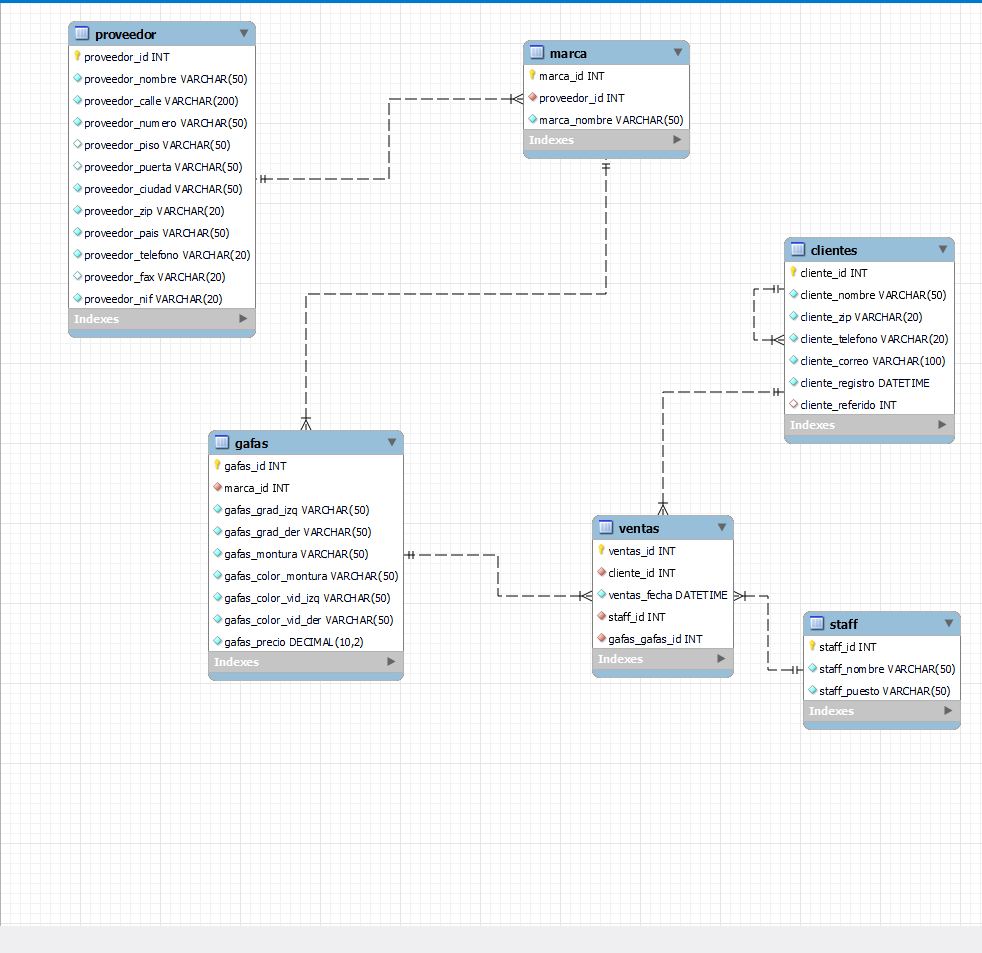 proveedor
proveedor_id INT
proveedor_nombre VARCHAR(50)
proveedor_calle VARCHAR(200)
proveedor_numero VARCHAR(50)
proveedor_piso VARCHAR(50)
proveedor_puerta VARCHAR(50)
proveedor_ciudad VARCHAR(50)
proveedor_zip VARCHAR(20)
proveedor_pais VARCHAR(50)
proveedor_telefono VARCHAR(20)
proveedor_fax VARCHAR(20)
proveedor_nif VARCHAR(20)
Indexes
marca
marca_id INT
proveedor_id INT
marca_nombre VARCHAR(50)
Indexes
clientes
cliente_id INT
cliente_nombre VARCHAR(50)
cliente_zip VARCHAR(20)
cliente_telefono VARCHAR(20)
cliente_correo VARCHAR(100)
cliente_registro DATETIME
cliente_referido INT
Indexes
gafas
gafas_id INT
marca_id INT
gafas_grad_izq VARCHAR(50)
gafas_grad_der VARCHAR(50)
gafas_montura VARCHAR(50)
gafas_color_montura VARCHAR(50)
gafas_color_vid_izq VARCHAR(50)
gafas_color_vid_der VARCHAR(50)
gafas_precio DECIMAL(10,2)
Indexes
ventas
ventas_id INT
cliente_id INT
ventas_fecha DATETIME
staff_id INT
gafas_gafas_id INT
Indexes
staff
staff_id INT
staff_nombre VARCHAR(50)
staff_puesto VARCHAR(50)
Indexes